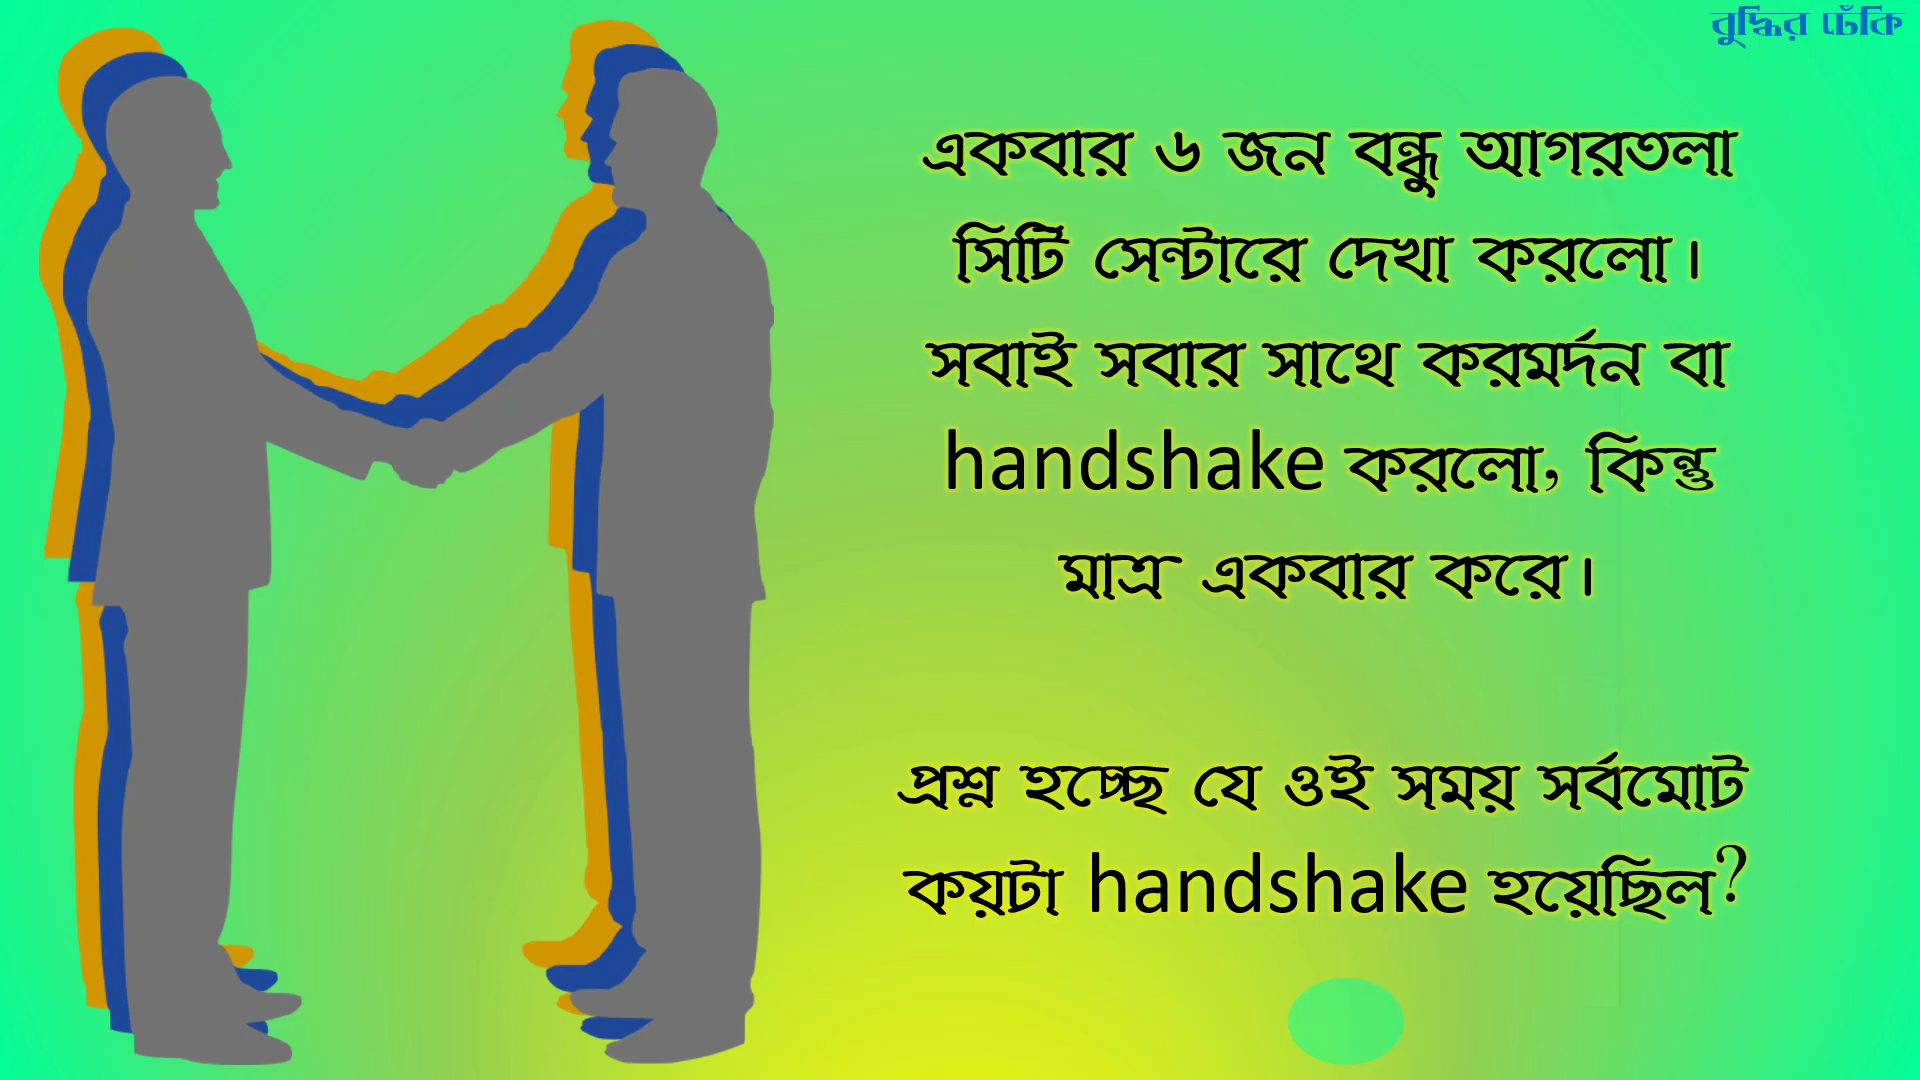 বুদ্ধির ঢেঁকি
একবার ৬ জন বন্ধু আগরতলা
সিটি সেন্টারে দেখা করলো।
সবাই সবার সাথে করমর্দন বা
handshake করলো, কিন্তু
মাত্র একবার করে।
প্রশ্ন হচ্ছে যে ওই সময় সর্বমোট
কয়টা handshake হয়েছিল?